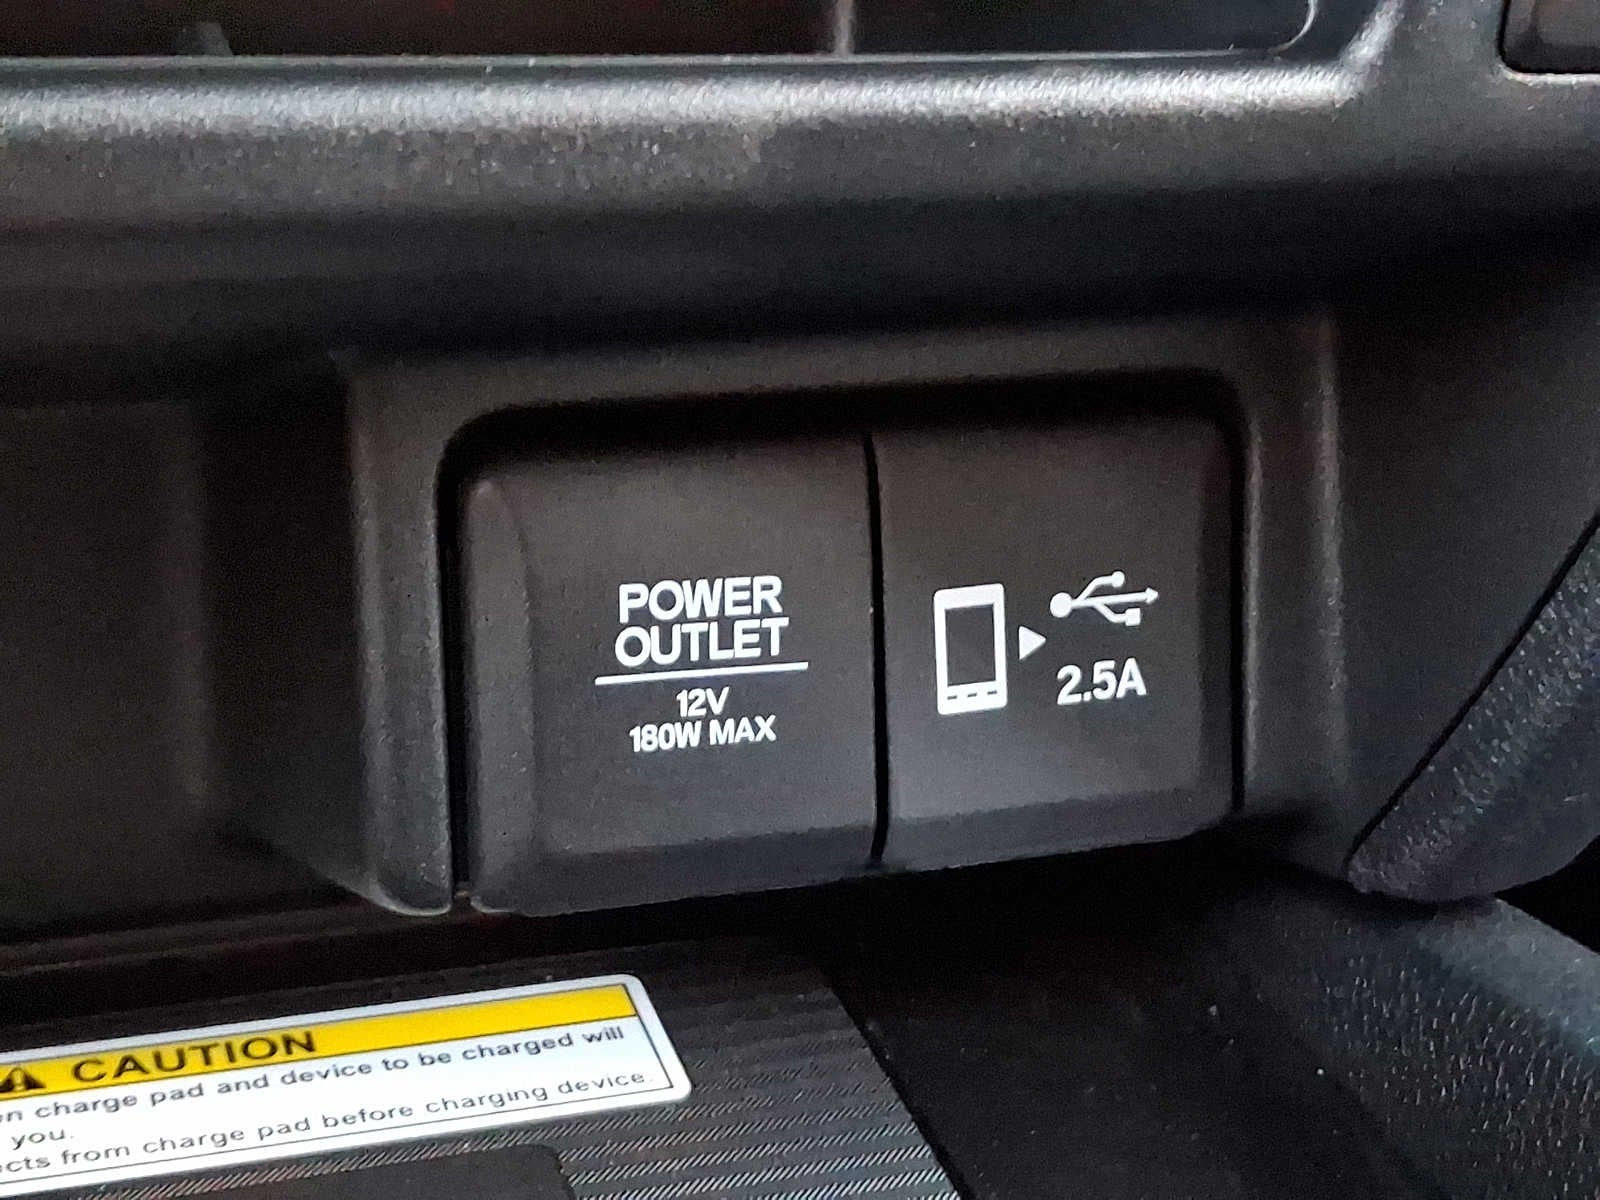 POWER
OUTLET
12V
180W MAX
2.5A
CAUTION
charge pad and device to be charged will
you.
from charge pad before charging device.